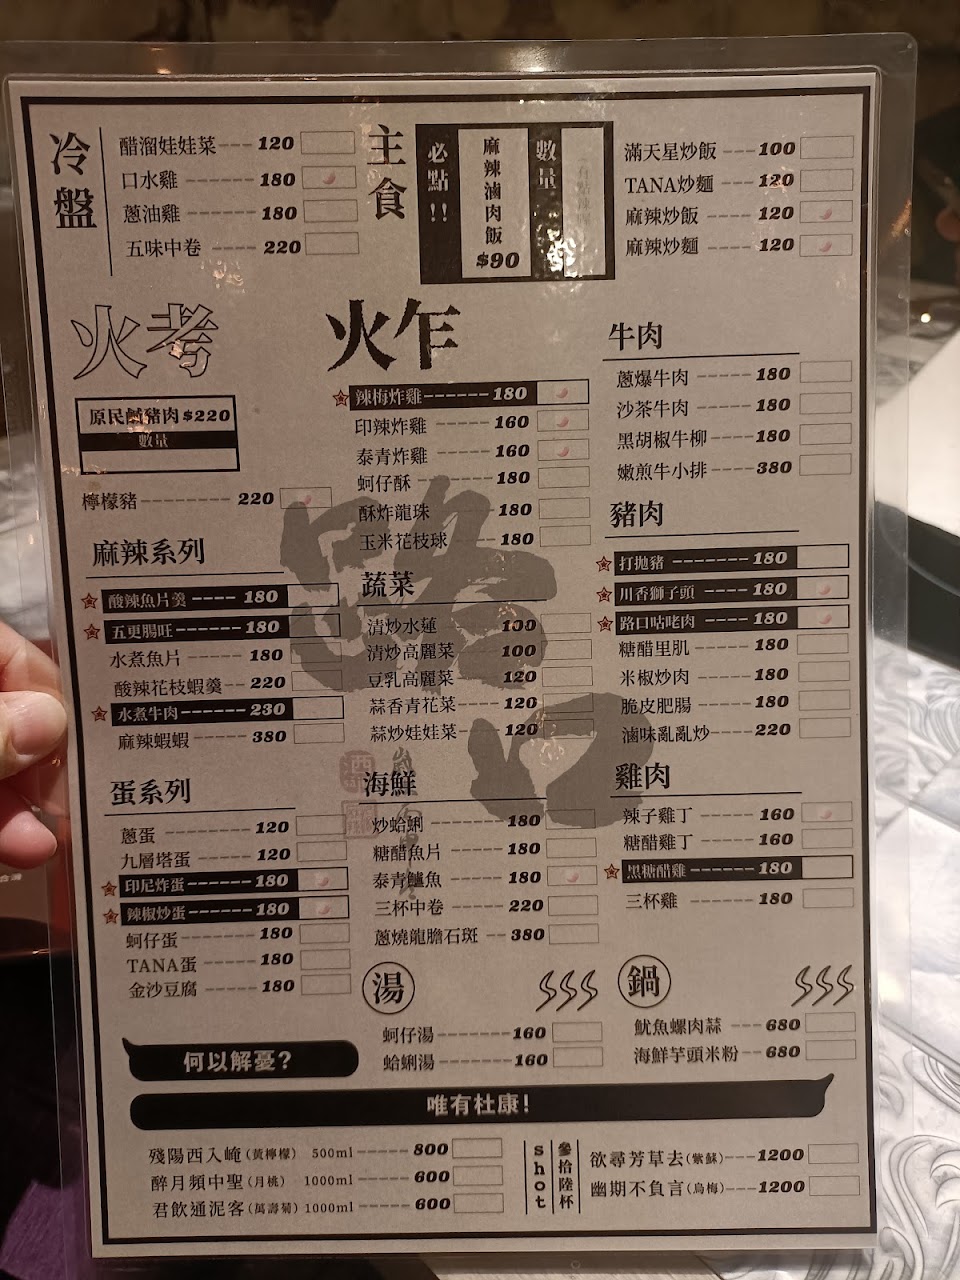 冷盤
醋溜娃娃菜 ---- 120
口水雞 -------- 180
蔥油雞 -------- 180
五味中卷 ---- 220
主食
必點!!
麻辣滷肉飯
$90
數量
滿天星炒飯 --- 100
TANA炒麵 --- 120
麻辣炒飯 ----- 120
麻辣炒麵 ----- 120
火考
原民鹹豬肉$220
數量
檸檬豬 --------- 220
火乍
辣梅炸雞------180
印辣炸雞 ------ 160
泰青炸雞 ------ 160
蚵仔酥 -------- 180
酥炸龍珠 ------ 180
玉米花枝球 --- 180
牛肉
蔥爆牛肉 ------ 180
沙茶牛肉 ------ 180
黑胡椒牛柳 ---- 180
嫩煎牛小排 ---- 380
豬肉
打拋豬 ------- 180
川香獅子頭 ----- 180
路口咕咾肉 ---- 180
糖醋里肌 ------ 180
米椒炒肉 ------ 180
脆皮肥腸 ------ 180
滷味亂亂炒---- 220
麻辣系列
酸辣魚片羹 ---- 180
五更腸旺------180
水煮魚片 ------ 180
酸辣花枝蝦羹 -- 220
水煮牛肉------230
麻辣蝦蝦 ------ 380
蔬菜
清炒水蓮 ------ 100
清炒高麗菜 ---- 100
豆乳高麗菜 ---- 120
蒜香青花菜 --- 120
蒜炒娃娃菜 --- 120
路口
雞肉
辣子雞丁 ------ 160
糖醋雞丁 ------ 160
黑糖醋雞------180
三杯雞 -------- 180
蛋系列
蔥蛋 --------- 120
九層塔蛋 ------ 120
印尼炸蛋------180
辣椒炒蛋------180
蚵仔蛋 -------- 180
TANA蛋 ------ 180
金沙豆腐 ------ 180
海鮮
炒蛤蜊 -------- 180
糖醋魚片 ------ 180
泰青鱸魚 ------ 180
三杯中卷 ------ 220
蔥燒龍膽石斑 -- 380
湯
蚵仔湯-------- 160
蛤蜊湯-------- 160
鍋
魷魚螺肉蒜 --- 680
海鮮芋頭米粉 -- 680
何以解憂?
唯有杜康!
殘陽西入崦(黃檸檬) 500ml ----- 800
醉月頻中聖(月桃) 1000ml ----- 600
君飲通泥客(萬壽菊) 1000ml ---- 600
shot
參拾陸杯
欲尋芳草去(紫蘇)---1200
幽期不負言(烏梅)---1200